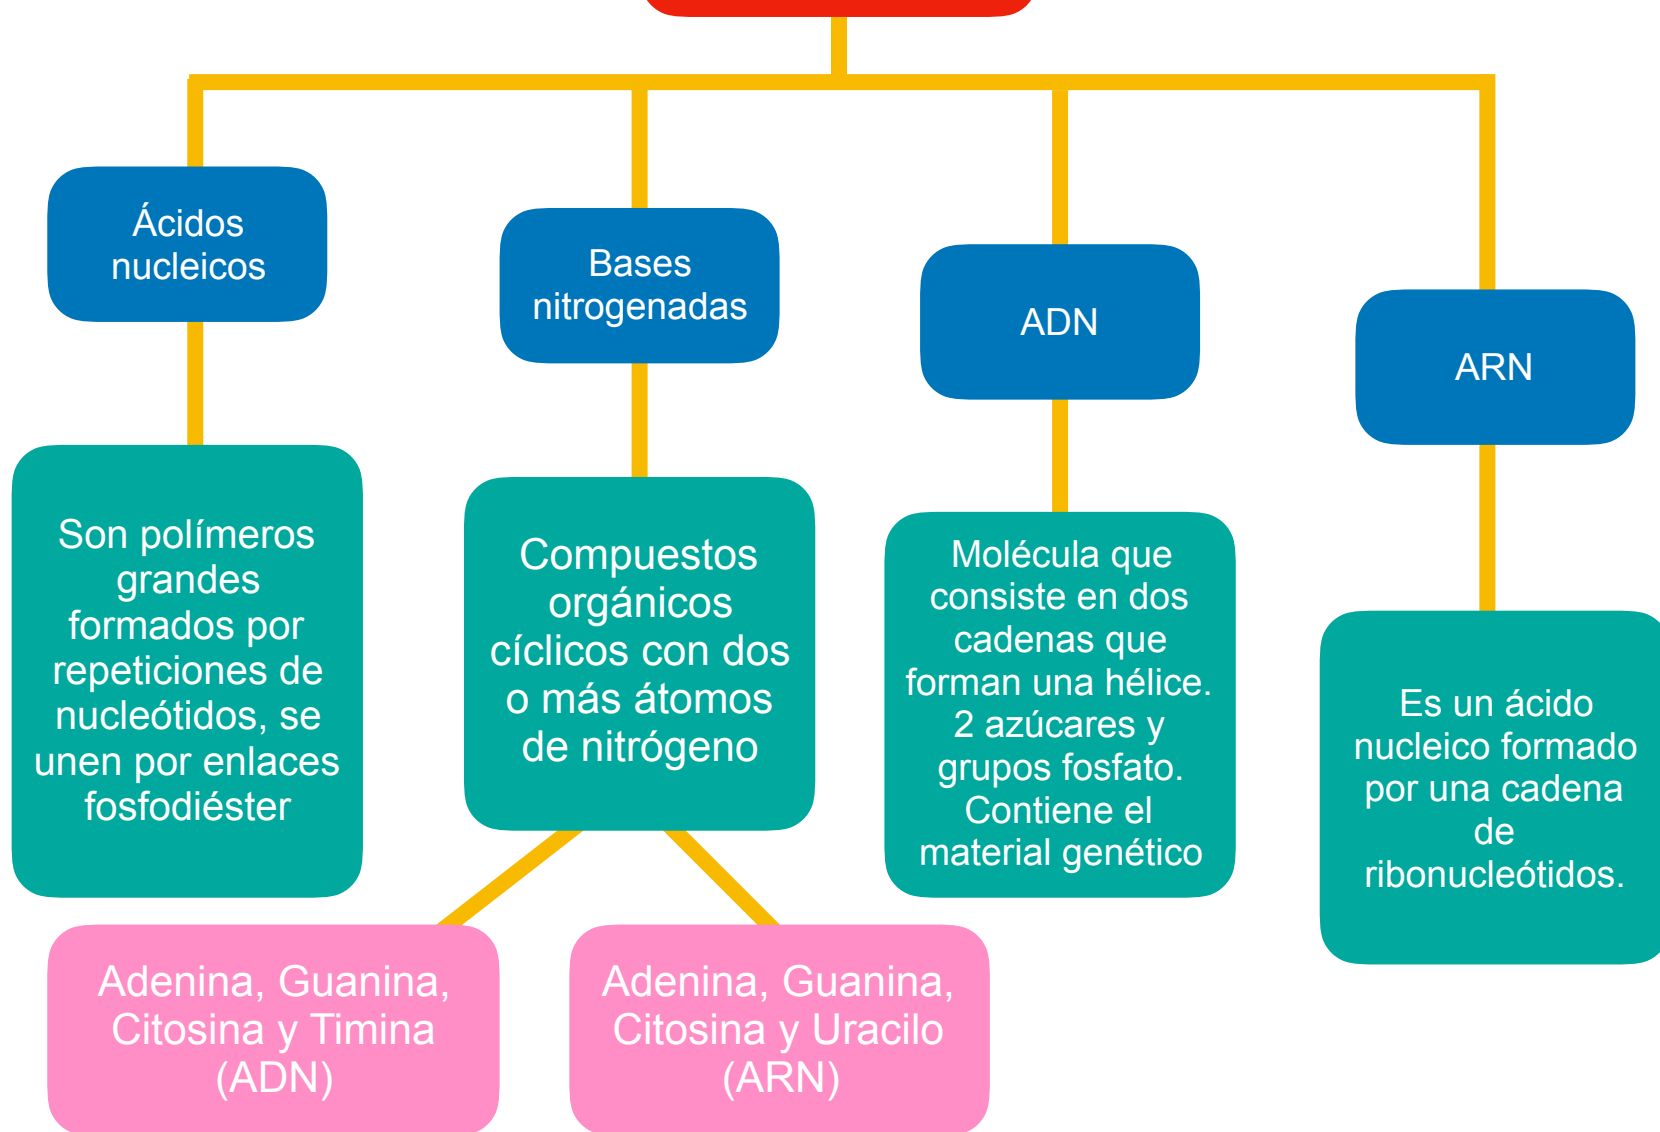 Ácidos
nucleicos
Bases
nitrogenadas
ADN
ARN
Son polímeros
grandes
formados por
repeticiones de
nucleótidos, se
unen por enlaces
fosfodiéster
Compuestos
orgánicos
cíclicos con dos
o más átomos
de nitrógeno
Molécula que
consiste en dos
cadenas que
forman una hélice.
2 azúcares y
grupos fosfato.
Contiene el
material genético
Es un ácido
nucleico formado
por una cadena
de
ribonucleótidos.
Adenina, Guanina,
Citosina y Timina
(ADN)
Adenina, Guanina,
Citosina y Uracilo
(ARN)